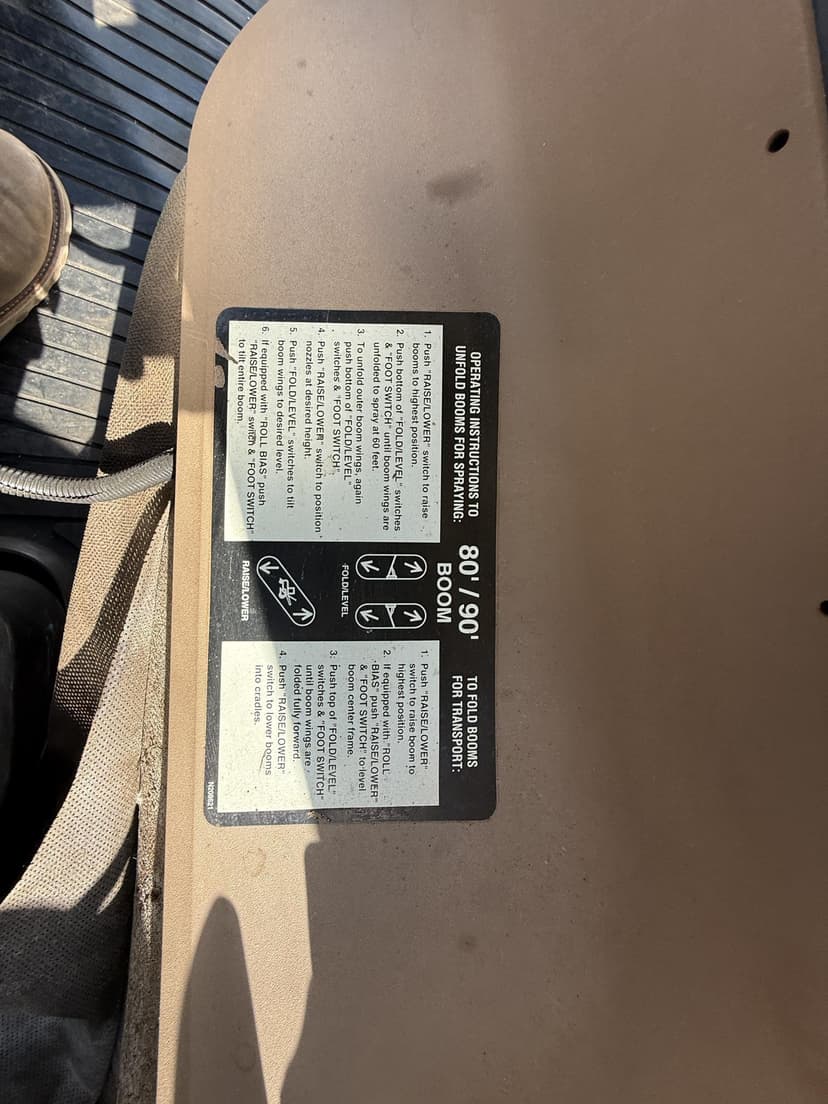 OPERATING INSTRUCTIONS TO
UNFOLD BOOMS FOR SPRAYING:
1. Push "RAISE/LOWER" switch to raise
booms to highest position.
2. Push bottom of "FOLD/LEVEL" switches
& "FOOT SWITCH" until boom wings are
unfolded to spray at 60 feet.
3. To unfold outer boom wings, again
push bottom of "FOLD/LEVEL"
switches & "FOOT SWITCH".
4. Push "RAISE/LOWER" switch to position
nozzles at desired height.
5. Push "FOLD/LEVEL" switches to tilt
boom wings to desired level.
6. If equipped with "ROLL BIAS" push
"RAISE/LOWER" switch & "FOOT SWITCH"
to tilt entire boom.
80' / 90'
BOOM
FOLD/LEVEL
RAISE/LOWER
TO FOLD BOOMS
FOR TRANSPORT:
1. Push "RAISE/LOWER"
switch to raise boom to
highest position.
2. If equipped with "ROLL
BIAS" push "RAISE/LOWER"
& "FOOT SWITCH" to level
boom center frame.
3. Push top of "FOLD/LEVEL"
switches & "FOOT SWITCH"
until boom wings are
folded fully forward.
4. Push "RAISE/LOWER"
switch to lower booms
into cradles.